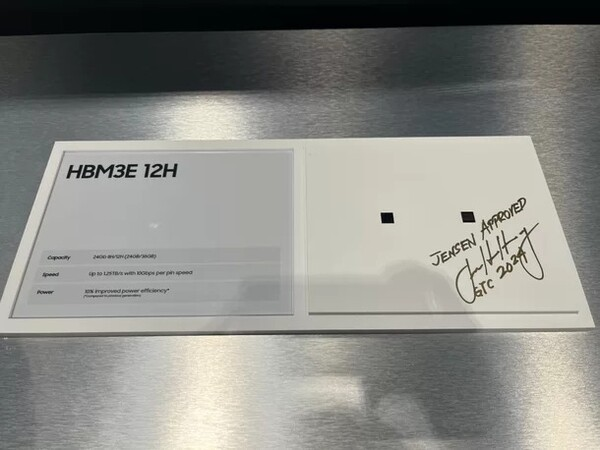 HBM3E 12H
Capacity
24Gb 8H/12H (24GB/36GB)
Speed
Up to 1.25TB/s with 10Gbps per pin speed
Power
10% improved power efficiency*
(*Compared to previous generation)
JENSEN APPROVED
GTC 2024